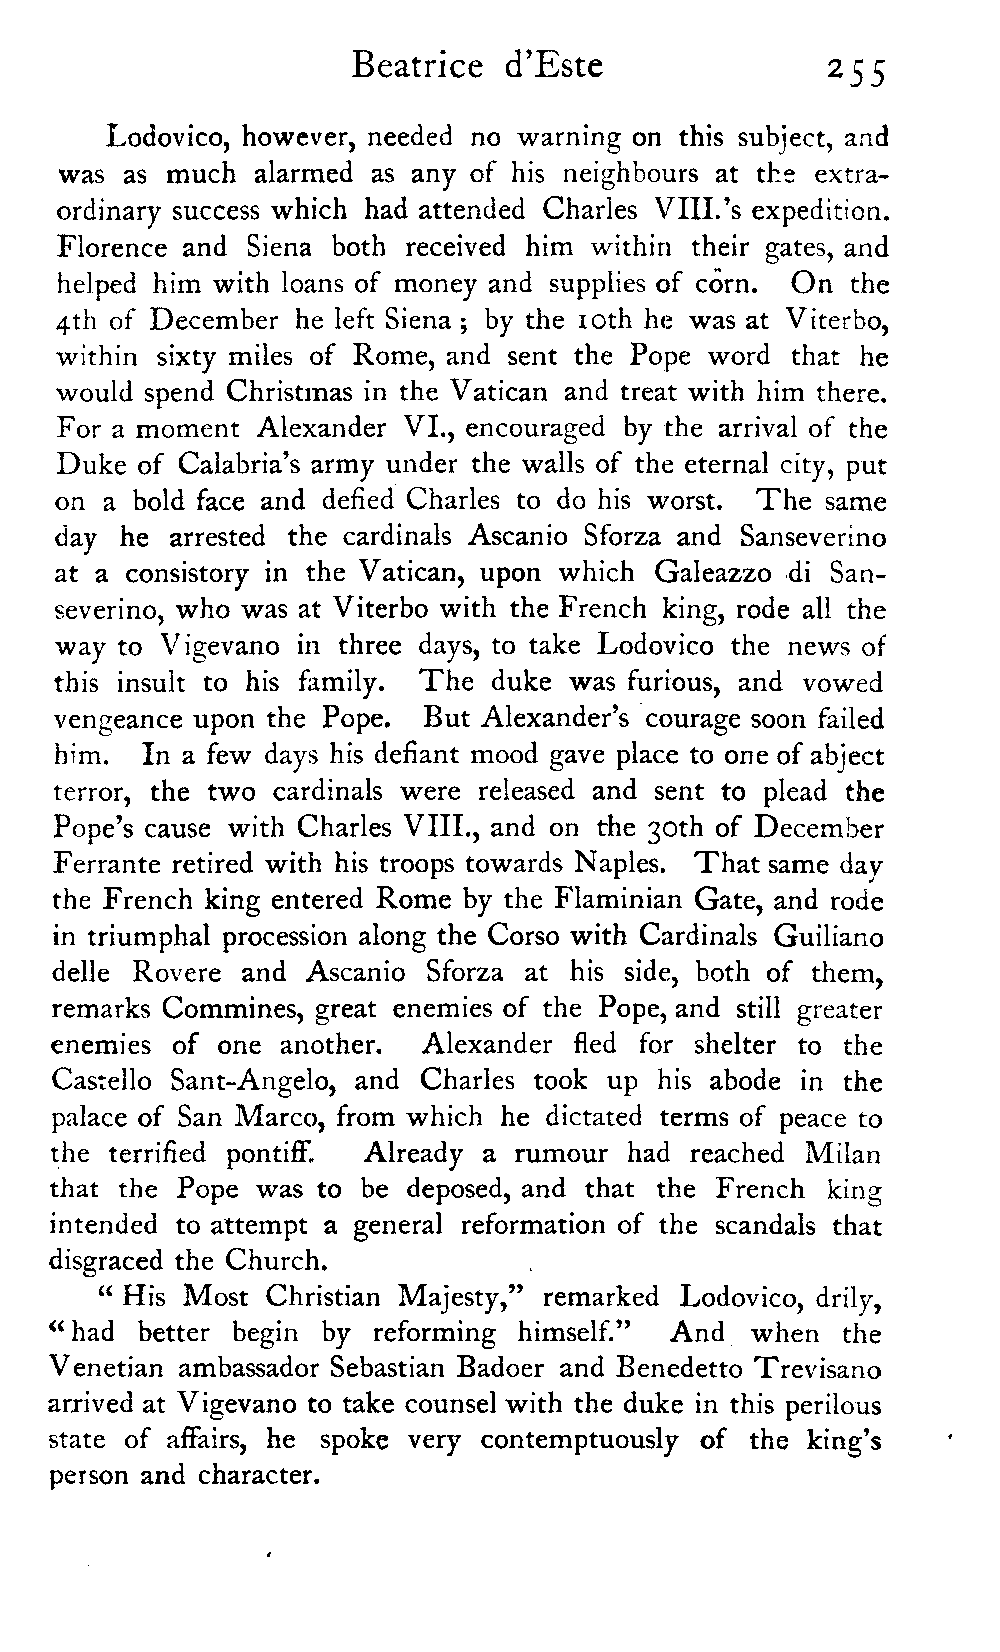 Beatrice d'Este 255
Lodovico, however, needed no warning on this subject, and
was as much alarmed as any of his neighbours at the extra-
ordinary success which had attended Charles VIII.'s expedition.
Florence and Siena both received him within their gates, and
helped him with loans of money and supplies of corn. On the
4th of December he left Siena ; by the 10th he was at Viterbo,
within sixty miles of Rome, and sent the Pope word that he
would spend Christmas in the Vatican and treat with him there.
For a moment Alexander VI., encouraged by the arrival of the
Duke of Calabria's army under the walls of the eternal city, put
on a bold face and defied Charles to do his worst. The same
day he arrested the cardinals Ascanio Sforza and Sanseverino
at a consistory in the Vatican, upon which Galeazzo di San-
severino, who was at Viterbo with the French king, rode all the
way to Vigevano in three days, to take Lodovico the news of
this insult to his family. The duke was furious, and vowed
vengeance upon the Pope. But Alexander's courage soon failed
him. In a few days his defiant mood gave place to one of abject
terror, the two cardinals were released and sent to plead the
Pope's cause with Charles VIII., and on the 30th of December
Ferrante retired with his troops towards Naples. That same day
the French king entered Rome by the Flaminian Gate, and rode
in triumphal procession along the Corso with Cardinals Guiliano
delle Rovere and Ascanio Sforza at his side, both of them,
remarks Commines, great enemies of the Pope, and still greater
enemies of one another. Alexander fled for shelter to the
Castello Sant-Angelo, and Charles took up his abode in the
palace of San Marco, from which he dictated terms of peace to
the terrified pontiff. Already a rumour had reached Milan
that the Pope was to be deposed, and that the French king
intended to attempt a general reformation of the scandals that
disgraced the Church.
"His Most Christian Majesty," remarked Lodovico, drily,
"had better begin by reforming himself." And when the
Venetian ambassador Sebastian Badoer and Benedetto Trevisano
arrived at Vigevano to take counsel with the duke in this perilous
state of affairs, he spoke very contemptuously of the king's
person and character.